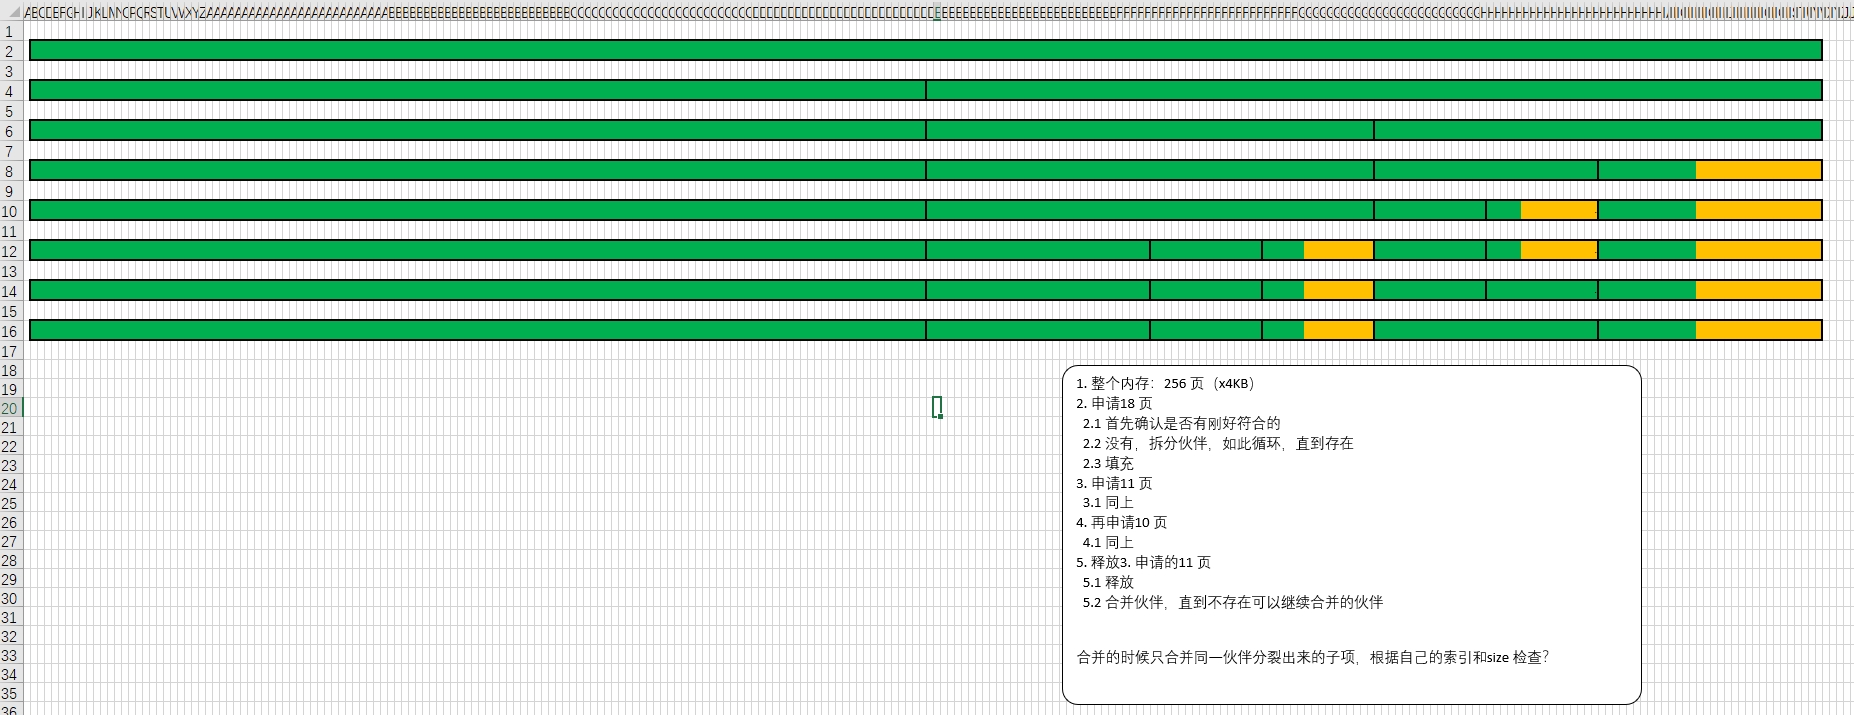 1
2
3
4
5
6
7
8
9
10
11
12
13
14
15
16
17
18
19
20
21
22
23
24
25
26
27
28
29
30
31
32
33
34
35
36
1. 整个内存：256 页（x4KB）
2. 申请18 页
2.1 首先确认是否有刚好符合的
2.2 没有，拆分伙伴，如此循环，直到存在
2.3 填充
3. 申请11 页
3.1 同上
4. 再申请10 页
4.1 同上
5. 释放3. 申请的11 页
5.1 释放
5.2 合并伙伴，直到不存在可以继续合并的伙伴
合并的时候只合并同一伙伴分裂出来的子项，根据自己的索引和size 检查？